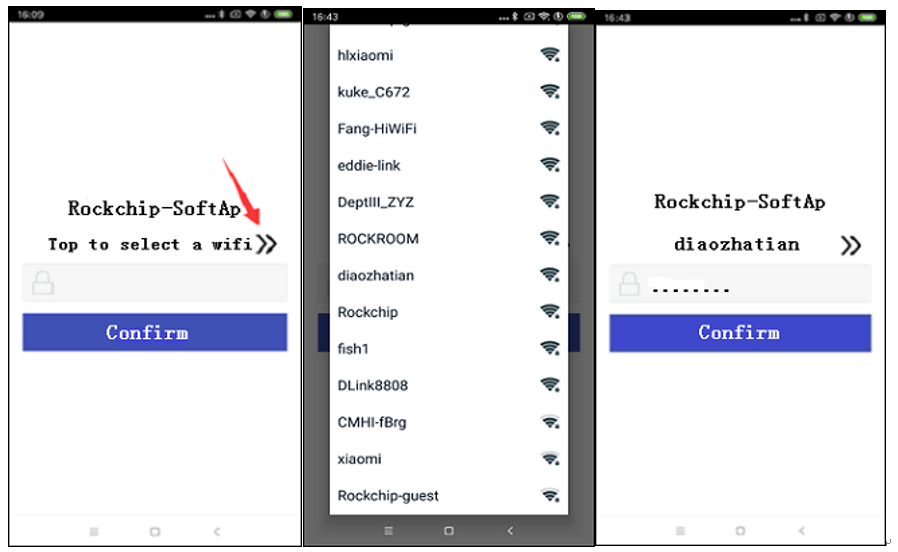 16:09
Rockchip-SoftAp
Top to select a wifi
Confirm
16:43
hlxiaomi
kuke_C672
Fang-HiWiFi
eddie-link
DeptIII_ZYZ
ROCKROOM
diaozhatian
Rockchip
fish1
DLink8808
CMHI-fBrg
xiaomi
Rockchip-guest
16:43
Rockchip-SoftAp
diaozhatian
........
Confirm